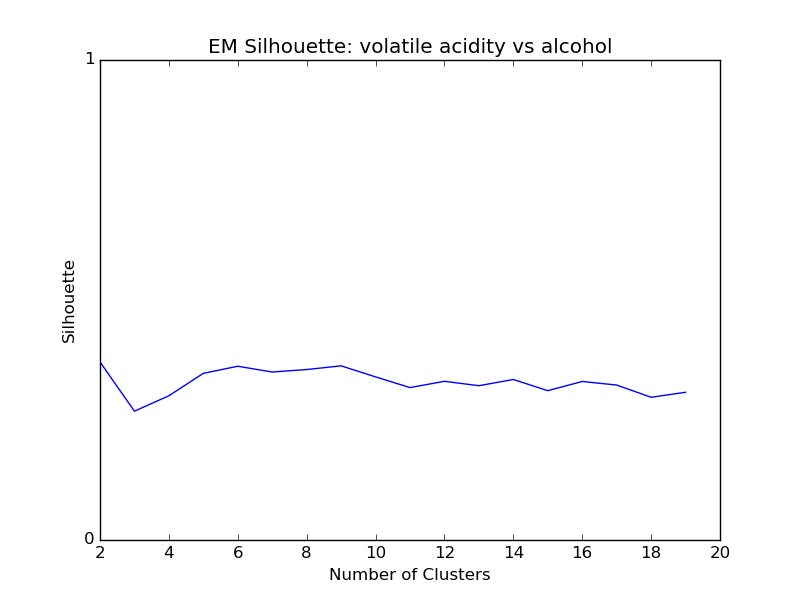 EM Silhouette: volatile acidity vs alcohol
1
Silhouette
0
2 4 6 8 10 12 14 16 18 20
Number of Clusters